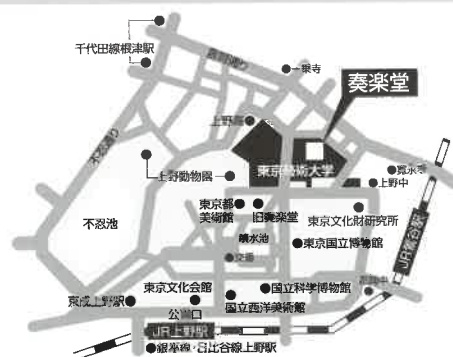 千代田線根津駅
言問通り
奏楽堂
上野高
不忍通り
東京芸術大学
寛永寺
上野中
上野動物園
東京都
美術館
旧奏楽堂
東京文化財研究所
不忍池
噴水池
東京国立博物館
交番
JR鶯谷駅
東京文化会館
国立科学博物館
京成上野駅
公園口
国立西洋美術館
JR上野駅
銀座線・日比谷線上野駅